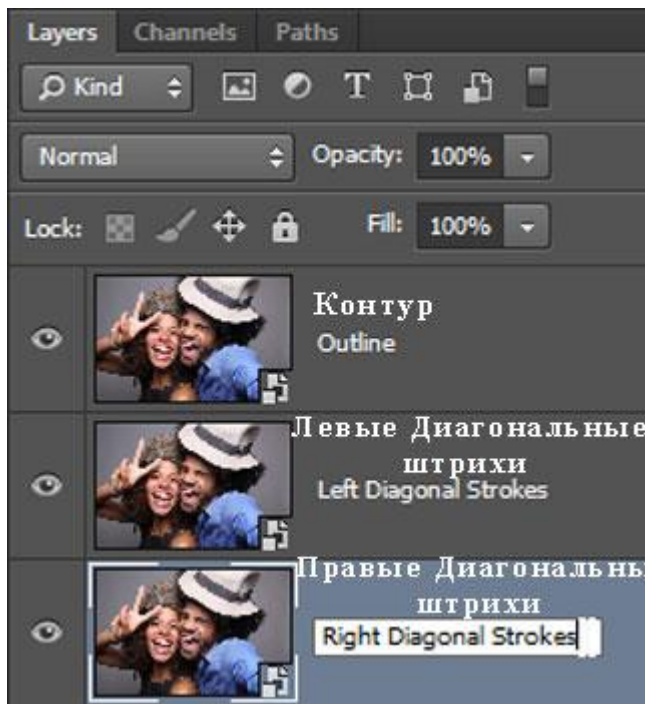 Layers Channels Paths
Kind T
Normal Opacity: 100%
Lock: Fill: 100%
Контур
Outline
Левые Диагональные
штрихи
Left Diagonal Strokes
Правые Диагональны
штрихи
Right Diagonal Strokes